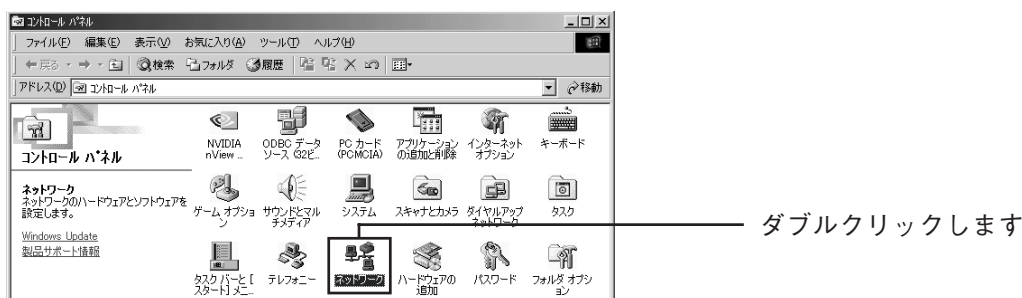 コントロール パネル
ファイル(F) 編集(E) 表示(V) お気に入り(A) ツール(T) ヘルプ(H)
戻る 検索 フォルダ 履歴
アドレス(D) コントロール パネル 移動
コントロール パネル
ネットワーク
ネットワークのハードウェアとソフトウェアを
設定します。
Windows Update
製品サポート情報
NVIDIA
nView ...
ODBC データ
ソース (32ビ...
PC カード
(PCMCIA)
アプリケーション
の追加と削除
インターネット
オプション
キーボード
ゲーム オプショ
ン
サウンドとマル
チメディア
システム
スキャナとカメラ
ダイヤルアップ
ネットワーク
タスク
タスク バーと [
スタート] メニ...
テレフォニー
ネットワーク
ハードウェアの
追加
パスワード
フォルダ オプシ
ョン
ダブルクリックします